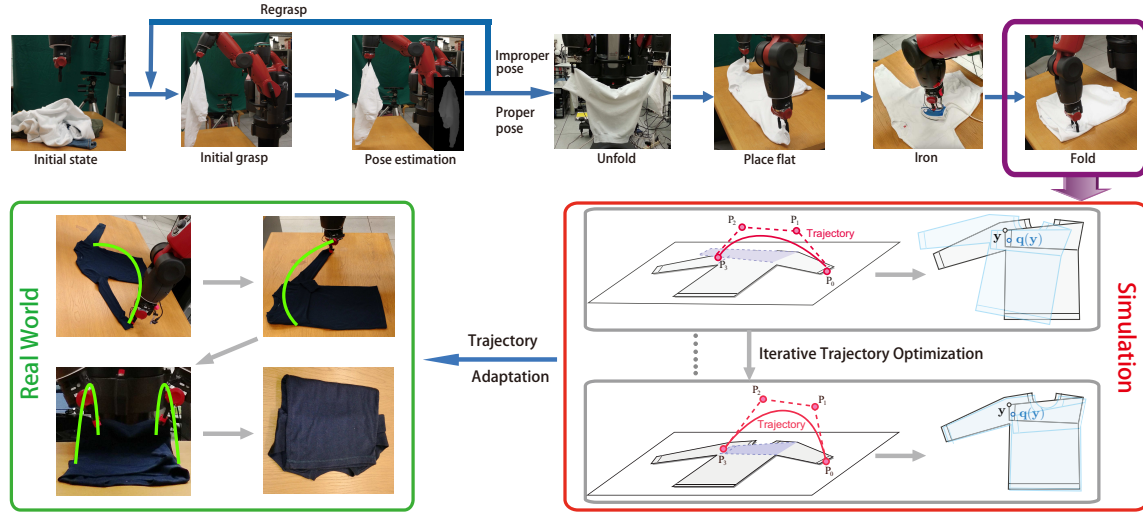 Regrasp
Improper
pose
Proper
pose
Initial state
Initial grasp
Pose estimation
Unfold
Place flat
Iron
Fold
Real World
Trajectory
Adaptation
Simulation
P₂
P₁
Trajectory
P₃
P₀
y
q(y)
Iterative Trajectory Optimization
P₂
P₁
Trajectory
P₃
P₀
y
q(y)